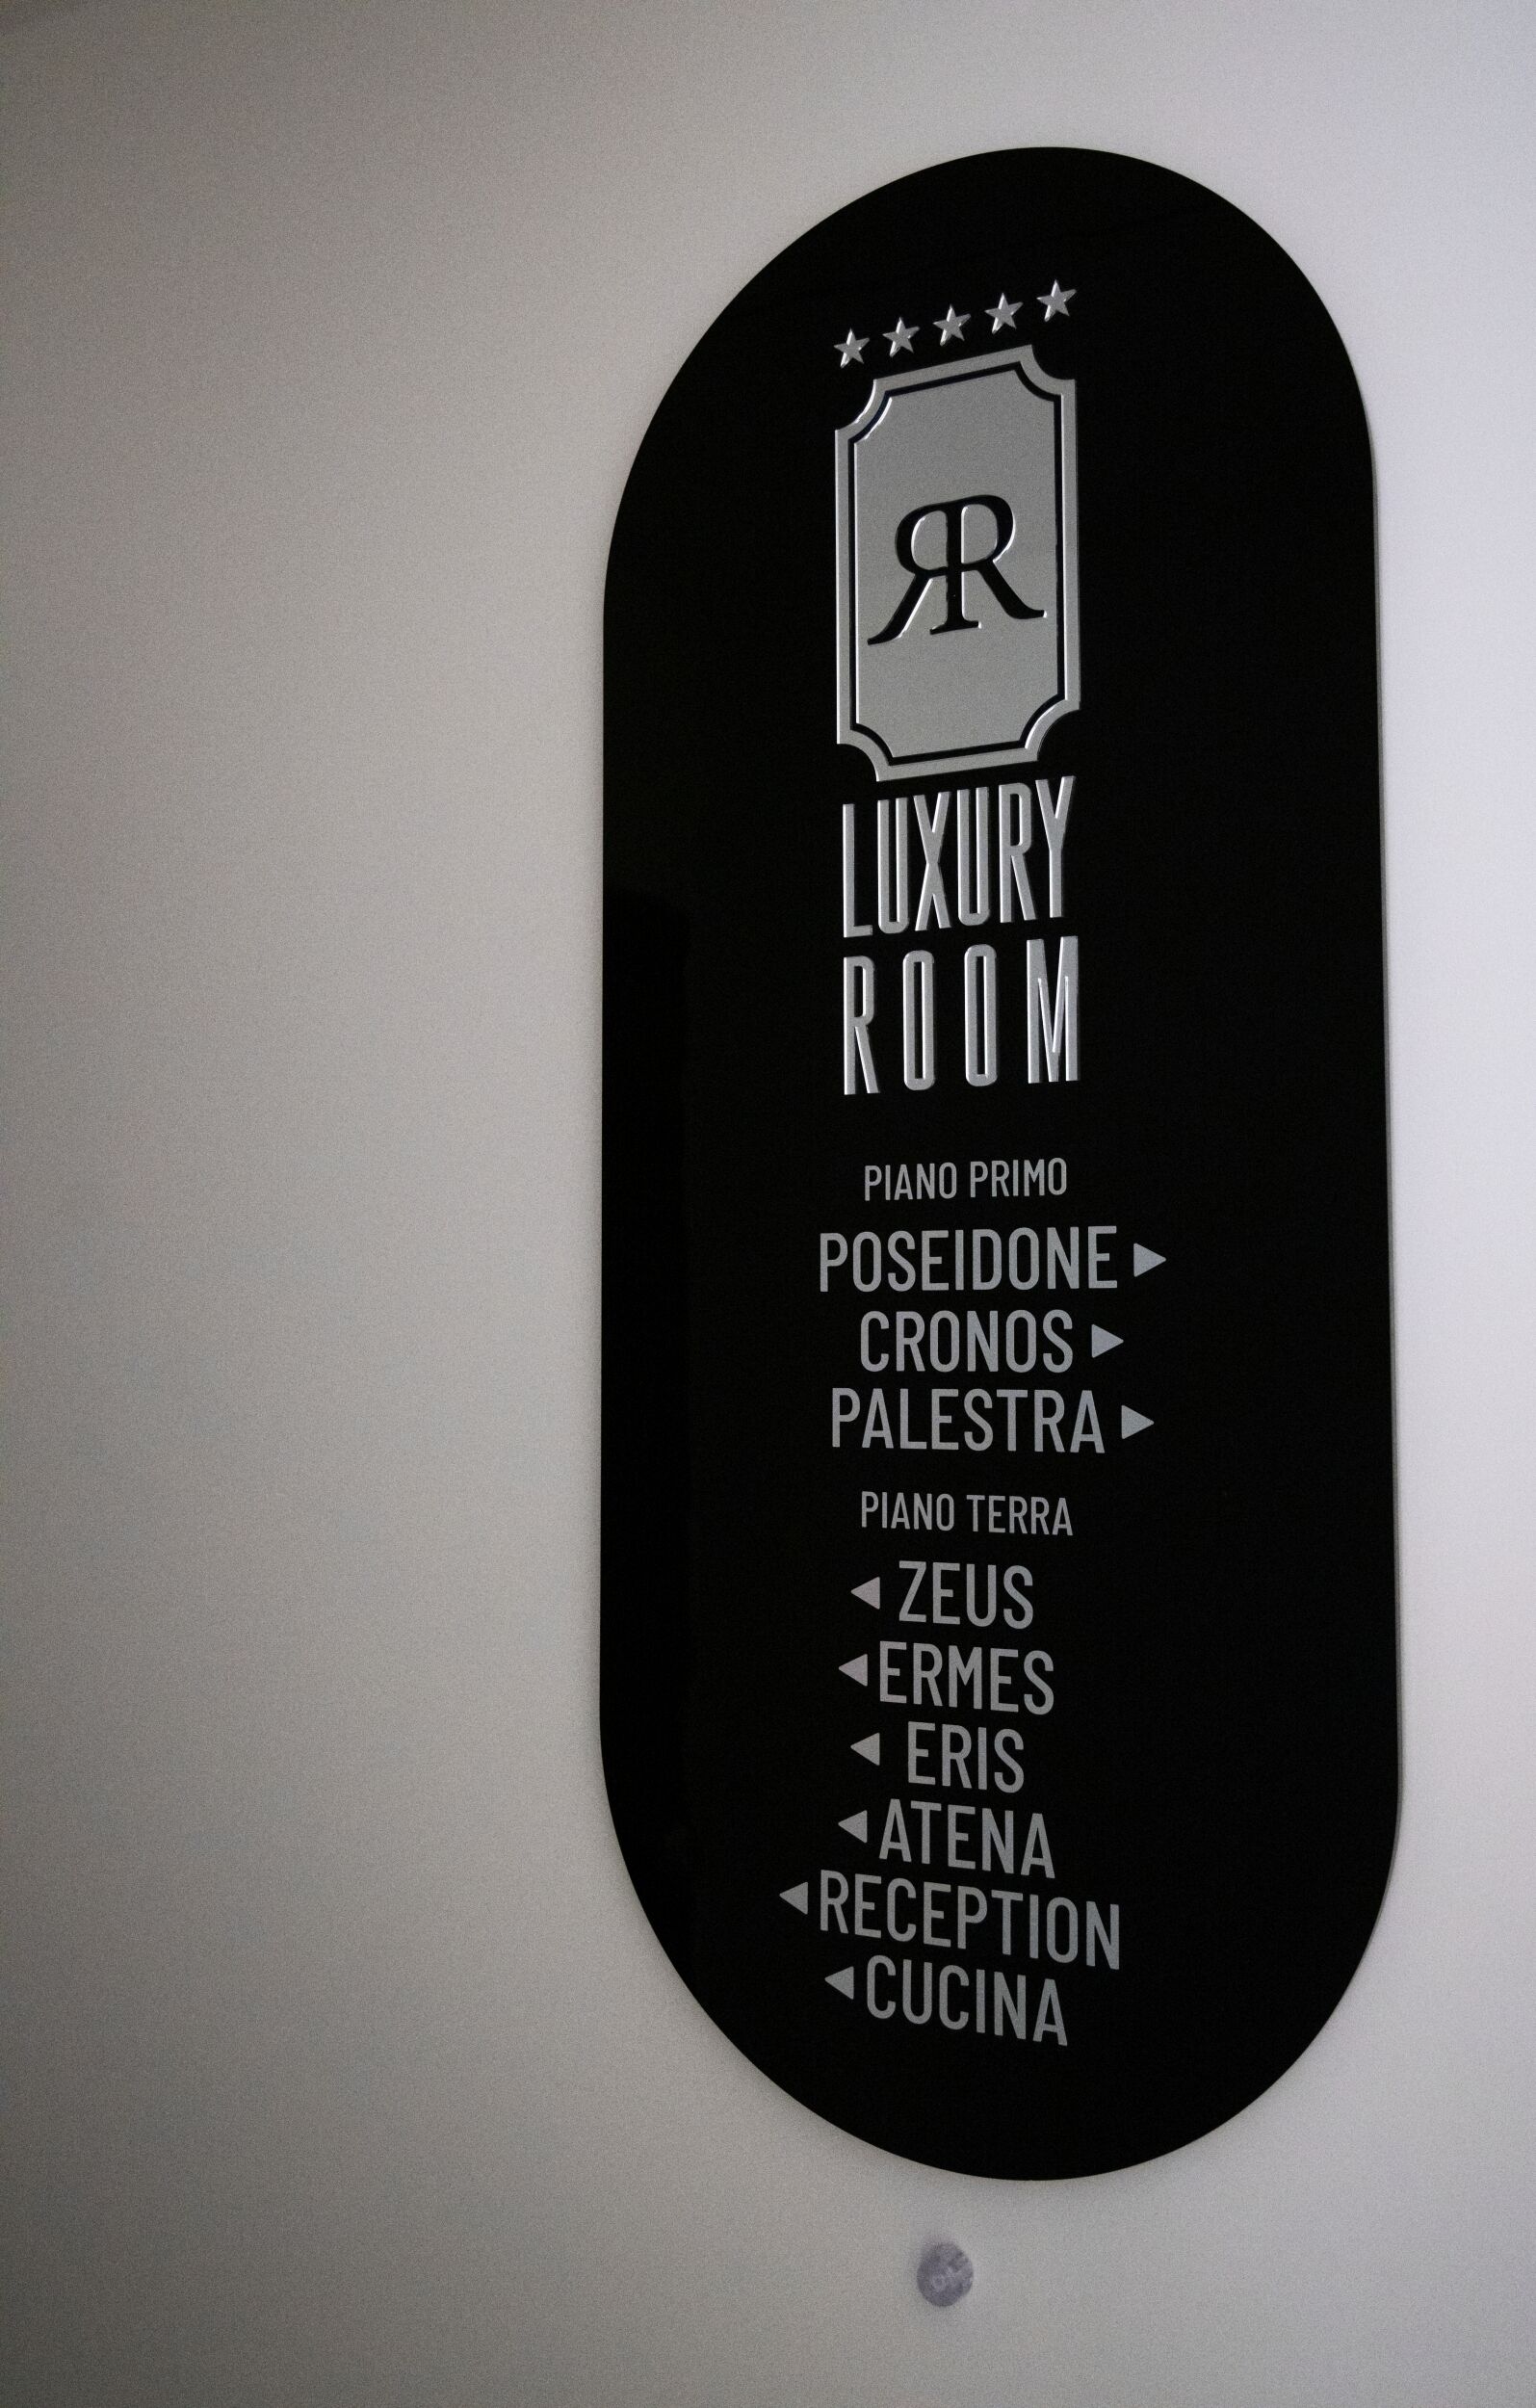 RR
LUXURY
ROOM
PIANO PRIMO
POSEIDONE ▶
CRONOS ▶
PALESTRA ▶
PIANO TERRA
◀ ZEUS
◀ ERMES
◀ ERIS
◀ ATENA
◀ RECEPTION
◀ CUCINA